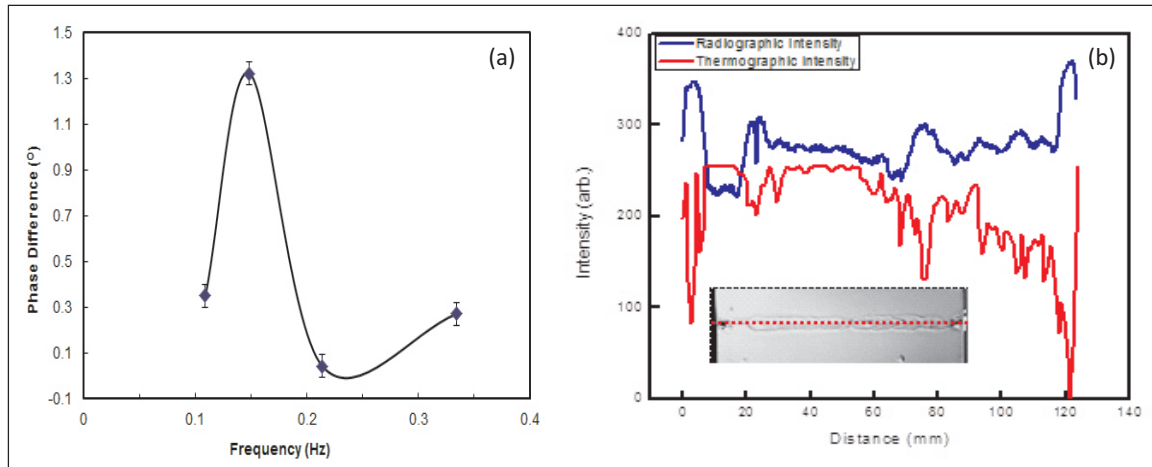 (a)
1.5
1.3
1.1
0.9
0.7
0.5
0.3
0.1
-0.1
Phase Difference (°)
0 0.1 0.2 0.3 0.4
Frequency (Hz)
(b)
Radiographic Intensity
Thermographic Intensity
400
300
200
100
0
Intensity (arb.)
0 20 40 60 80 100 120 140
Distance (mm)